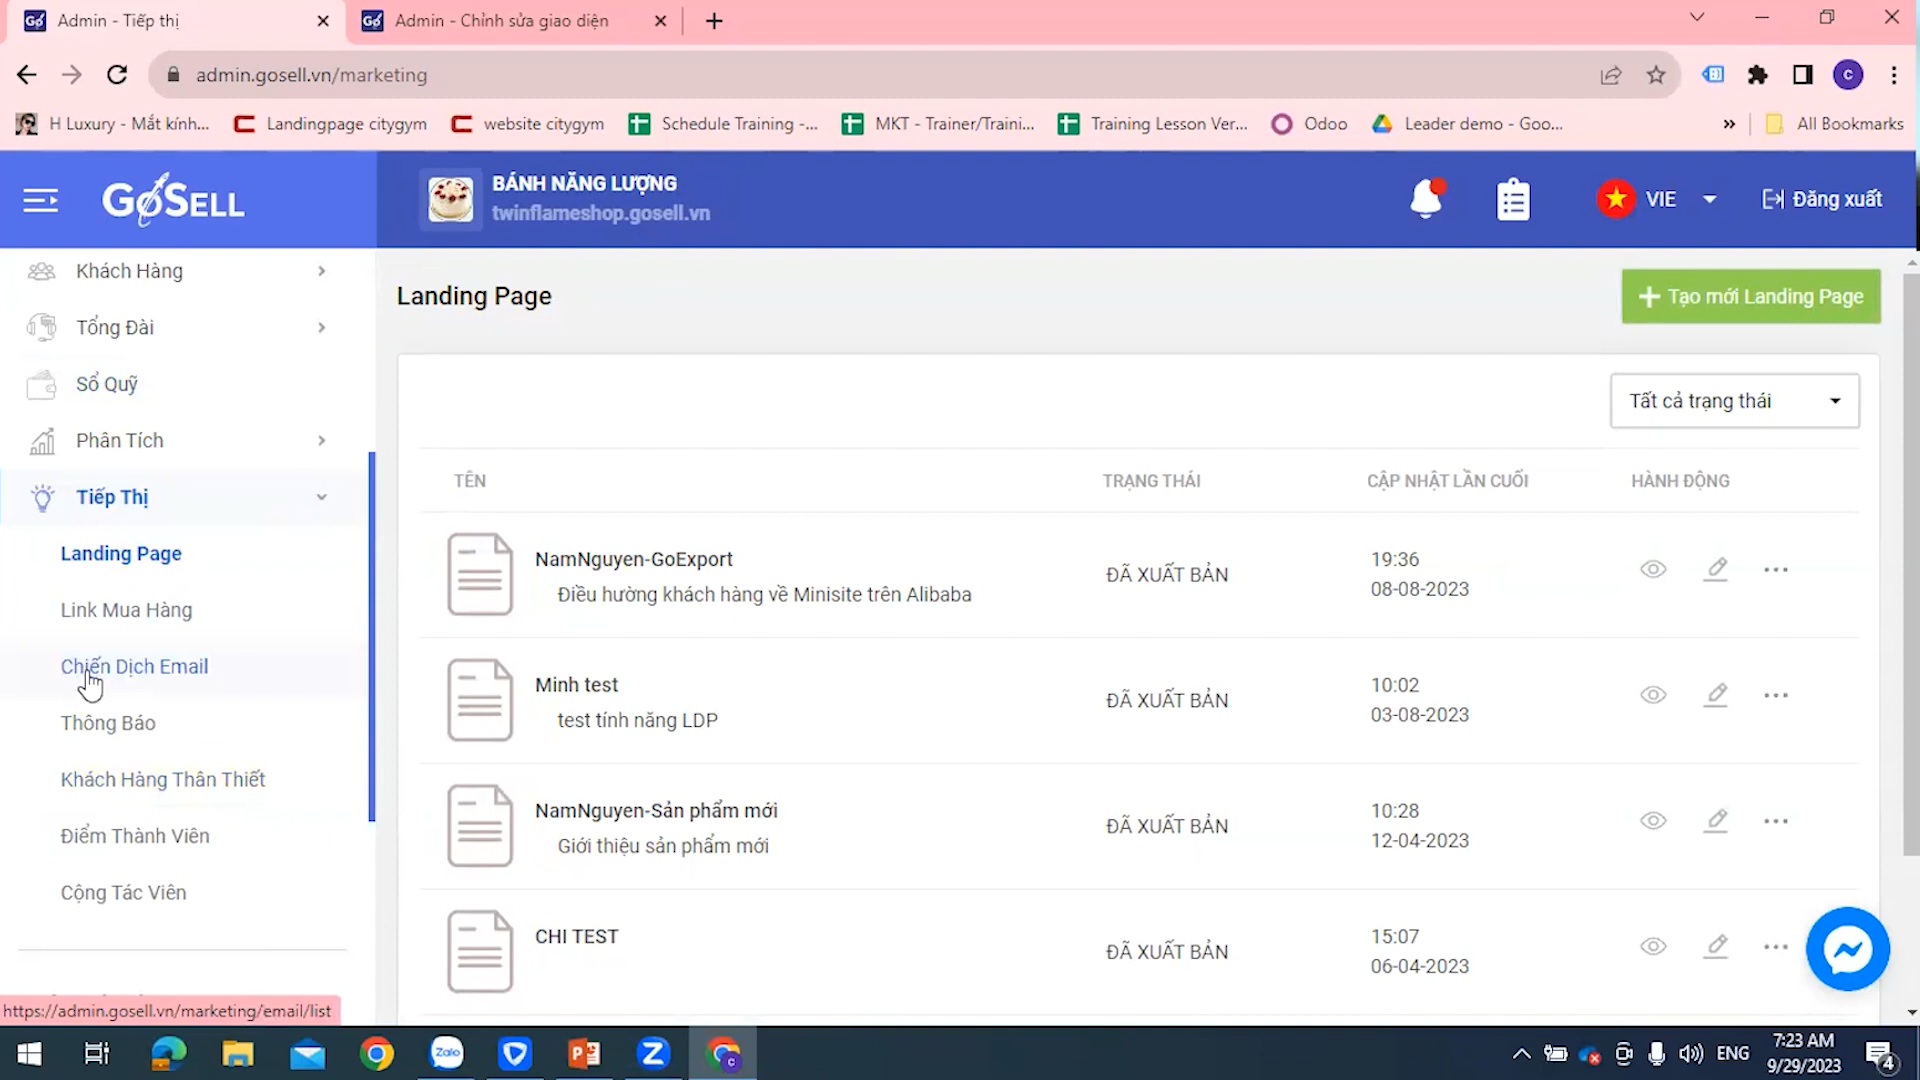 Admin - Tiếp thị
Admin - Chỉnh sửa giao diện
admin.gosell.vn/marketing
H Luxury - Mắt kính...
Landingpage citygym
website citygym
Schedule Training -...
MKT - Trainer/Traini...
Training Lesson Ver...
Odoo
Leader demo - Goo...
»
All Bookmarks
GoSELL
BÁNH NĂNG LƯỢNG
twinflameshop.gosell.vn
VIE
Đăng xuất
Khách Hàng
Tổng Đài
Sổ Quỹ
Phân Tích
Tiếp Thị
Landing Page
Link Mua Hàng
Chiến Dịch Email
Thông Báo
Khách Hàng Thân Thiết
Điểm Thành Viên
Cộng Tác Viên
https://admin.gosell.vn/marketing/email/list
Landing Page
Tạo mới Landing Page
Tất cả trạng thái
TÊN
TRẠNG THÁI
CẬP NHẬT LẦN CUỐI
HÀNH ĐỘNG
NamNguyen-GoExport
Điều hường khách hàng về Minisite trên Alibaba
ĐÃ XUẤT BẢN
19:36
08-08-2023
Minh test
test tính năng LDP
ĐÃ XUẤT BẢN
10:02
03-08-2023
NamNguyen-Sản phẩm mới
Giới thiệu sản phẩm mới
ĐÃ XUẤT BẢN
10:28
12-04-2023
CHI TEST
ĐÃ XUẤT BẢN
15:07
06-04-2023
Zalo
ENG
7:23 AM
9/29/2023
4